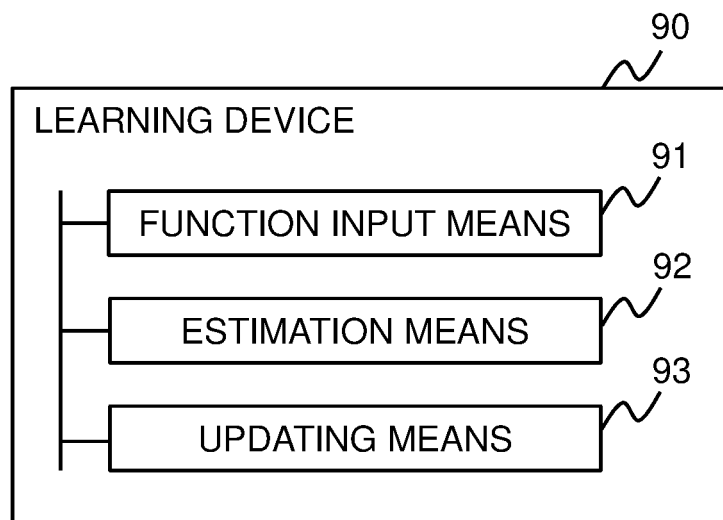 90
LEARNING DEVICE
91
FUNCTION INPUT MEANS
92
ESTIMATION MEANS
93
UPDATING MEANS